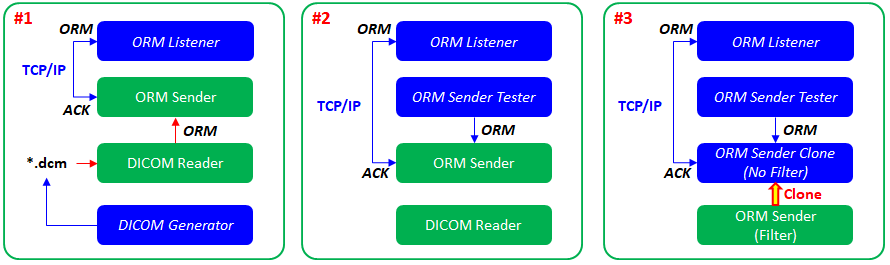 #1
ORM
ORM Listener
TCP/IP
ORM Sender
ACK
ORM
*.dcm
DICOM Reader
DICOM Generator
#2
ORM
ORM Listener
TCP/IP
ORM Sender Tester
ORM
ORM Sender
ACK
DICOM Reader
#3
ORM
ORM Listener
TCP/IP
ORM Sender Tester
ORM
ORM Sender Clone
(No Filter)
ACK
Clone
ORM Sender
(Filter)